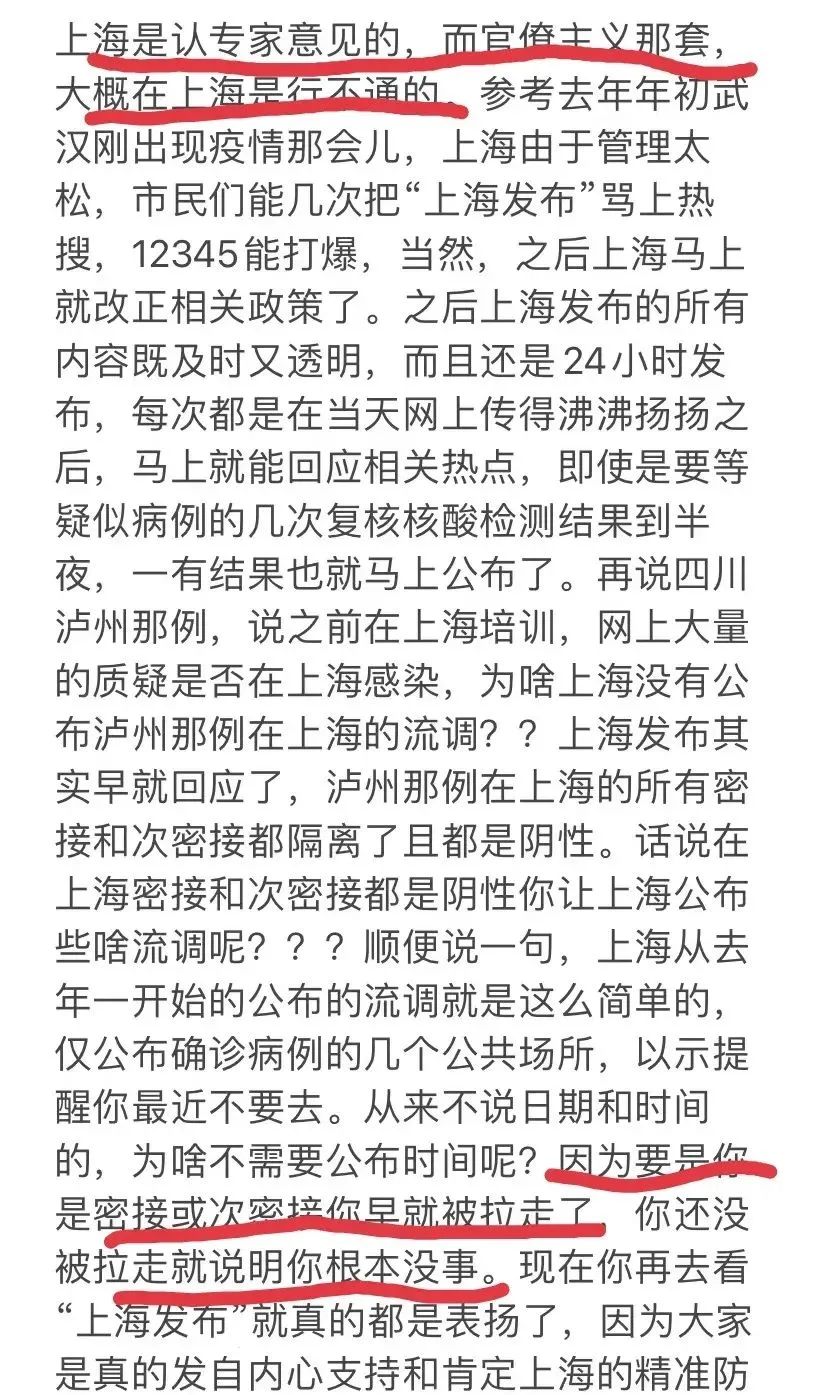 上海是认专家意见的，而官僚主义那套，
大概在上海是行不通的。参考去年年初武
汉刚出现疫情那会儿，上海由于管理太
松，市民们能几次把“上海发布”骂上热
搜，12345能打爆，当然，之后上海马上
就改正相关政策了。之后上海发布的所有
内容既及时又透明，而且还是24小时发
布，每次都是在当天网上传得沸沸扬扬之
后，马上就能回应相关热点，即使是要等
疑似病例的几次复核核酸检测结果到半
夜，一有结果也就马上公布了。再说四川
泸州那例，说之前在上海培训，网上大量
的质疑是否在上海感染，为啥上海没有公
布泸州那例在上海的流调？？上海发布其
实早就回应了，泸州那例在上海的所有密
接和次密接都隔离了且都是阴性。话说在
上海密接和次密接都是阴性你让上海公布
些啥流调呢？？？顺便说一句，上海从去
年一开始的公布的流调就是这么简单的，
仅公布确诊病例的几个公共场所，以示提
醒你最近不要去。从来不说日期和时间
的，为啥不需要公布时间呢？因为要是你
是密接或次密接你早就被拉走了，你还没
被拉走就说明你根本没事。现在你再去看
“上海发布”就真的都是表扬了，因为大家
是真的发自内心支持和肯定上海的精准防